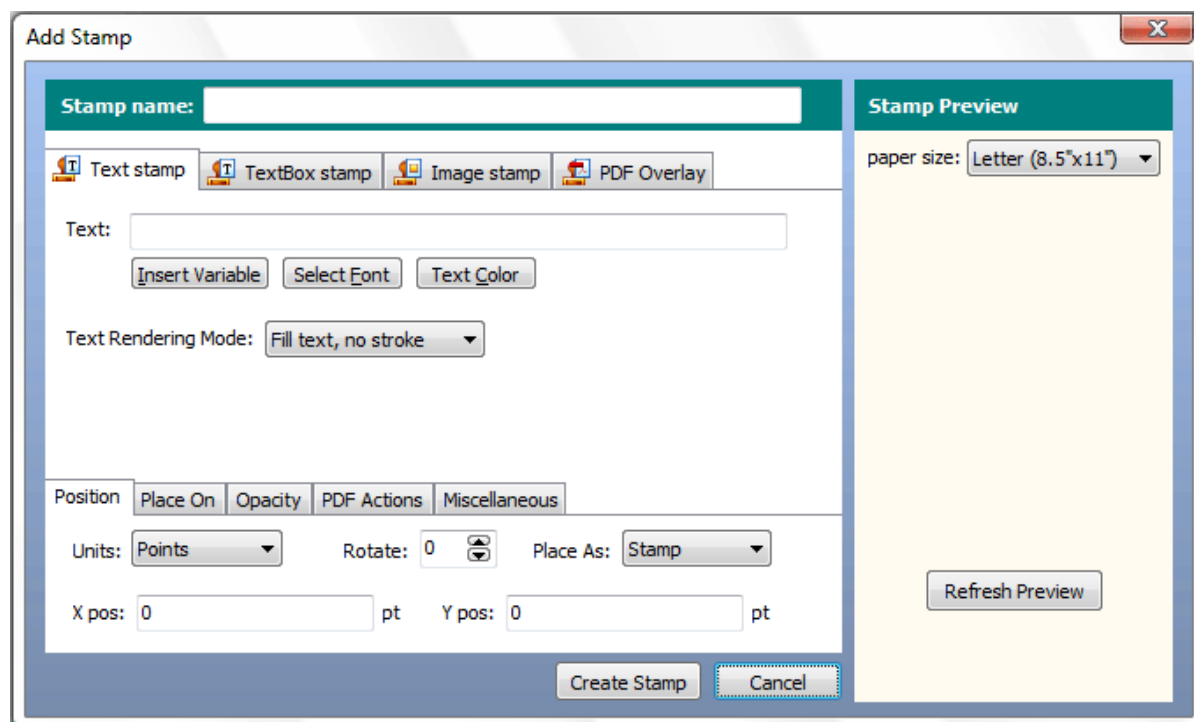 Add Stamp
Stamp name:
Stamp Preview
Text stamp TextBox stamp Image stamp PDF Overlay
paper size: Letter (8.5"x11")
Text:
Insert Variable Select Font Text Color
Text Rendering Mode: Fill text, no stroke
Position Place On Opacity PDF Actions Miscellaneous
Units: Points Rotate: 0 Place As: Stamp
X pos: 0 pt Y pos: 0 pt
Refresh Preview
Create Stamp Cancel